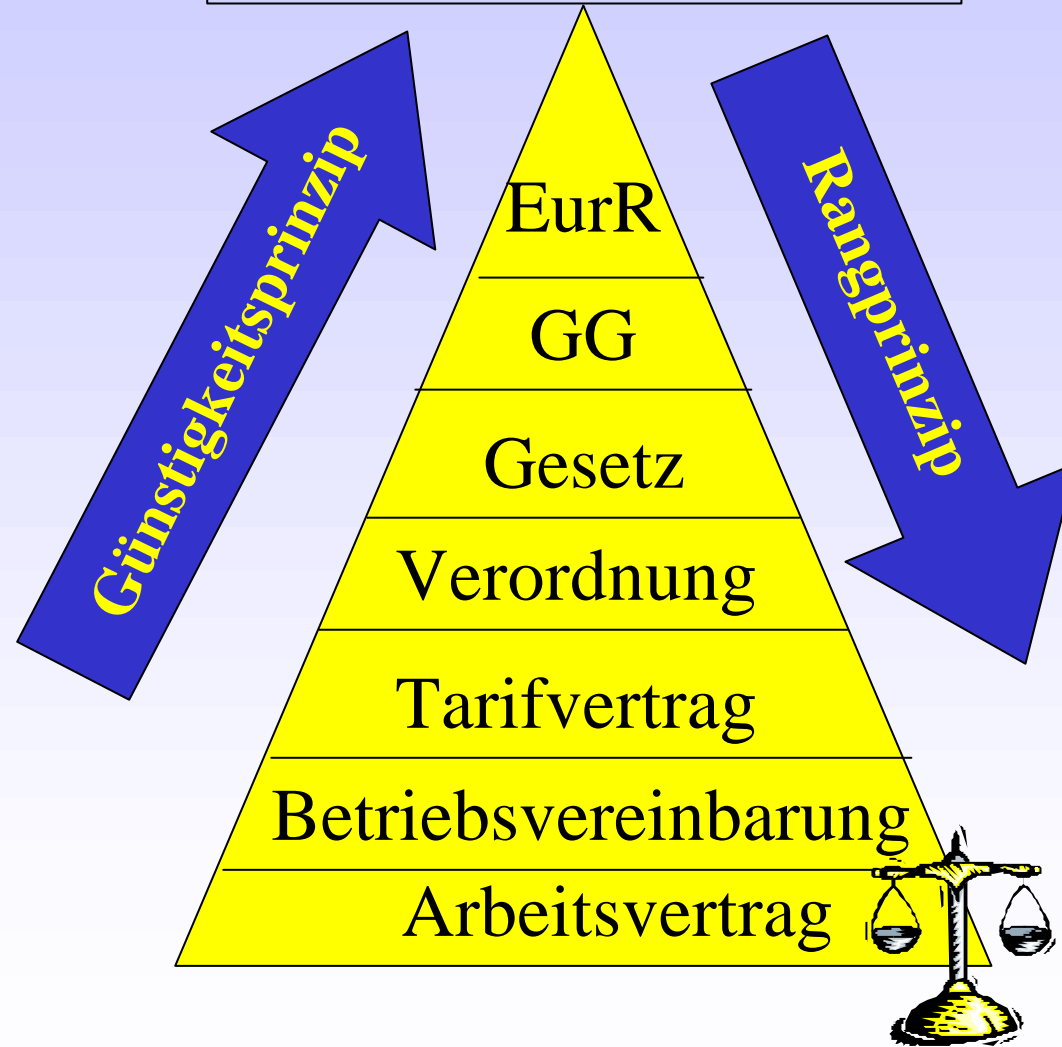 Günstigkeitsprinzip
Rangprinzip
EurR
GG
Gesetz
Verordnung
Tarifvertrag
Betriebsvereinbarung
Arbeitsvertrag